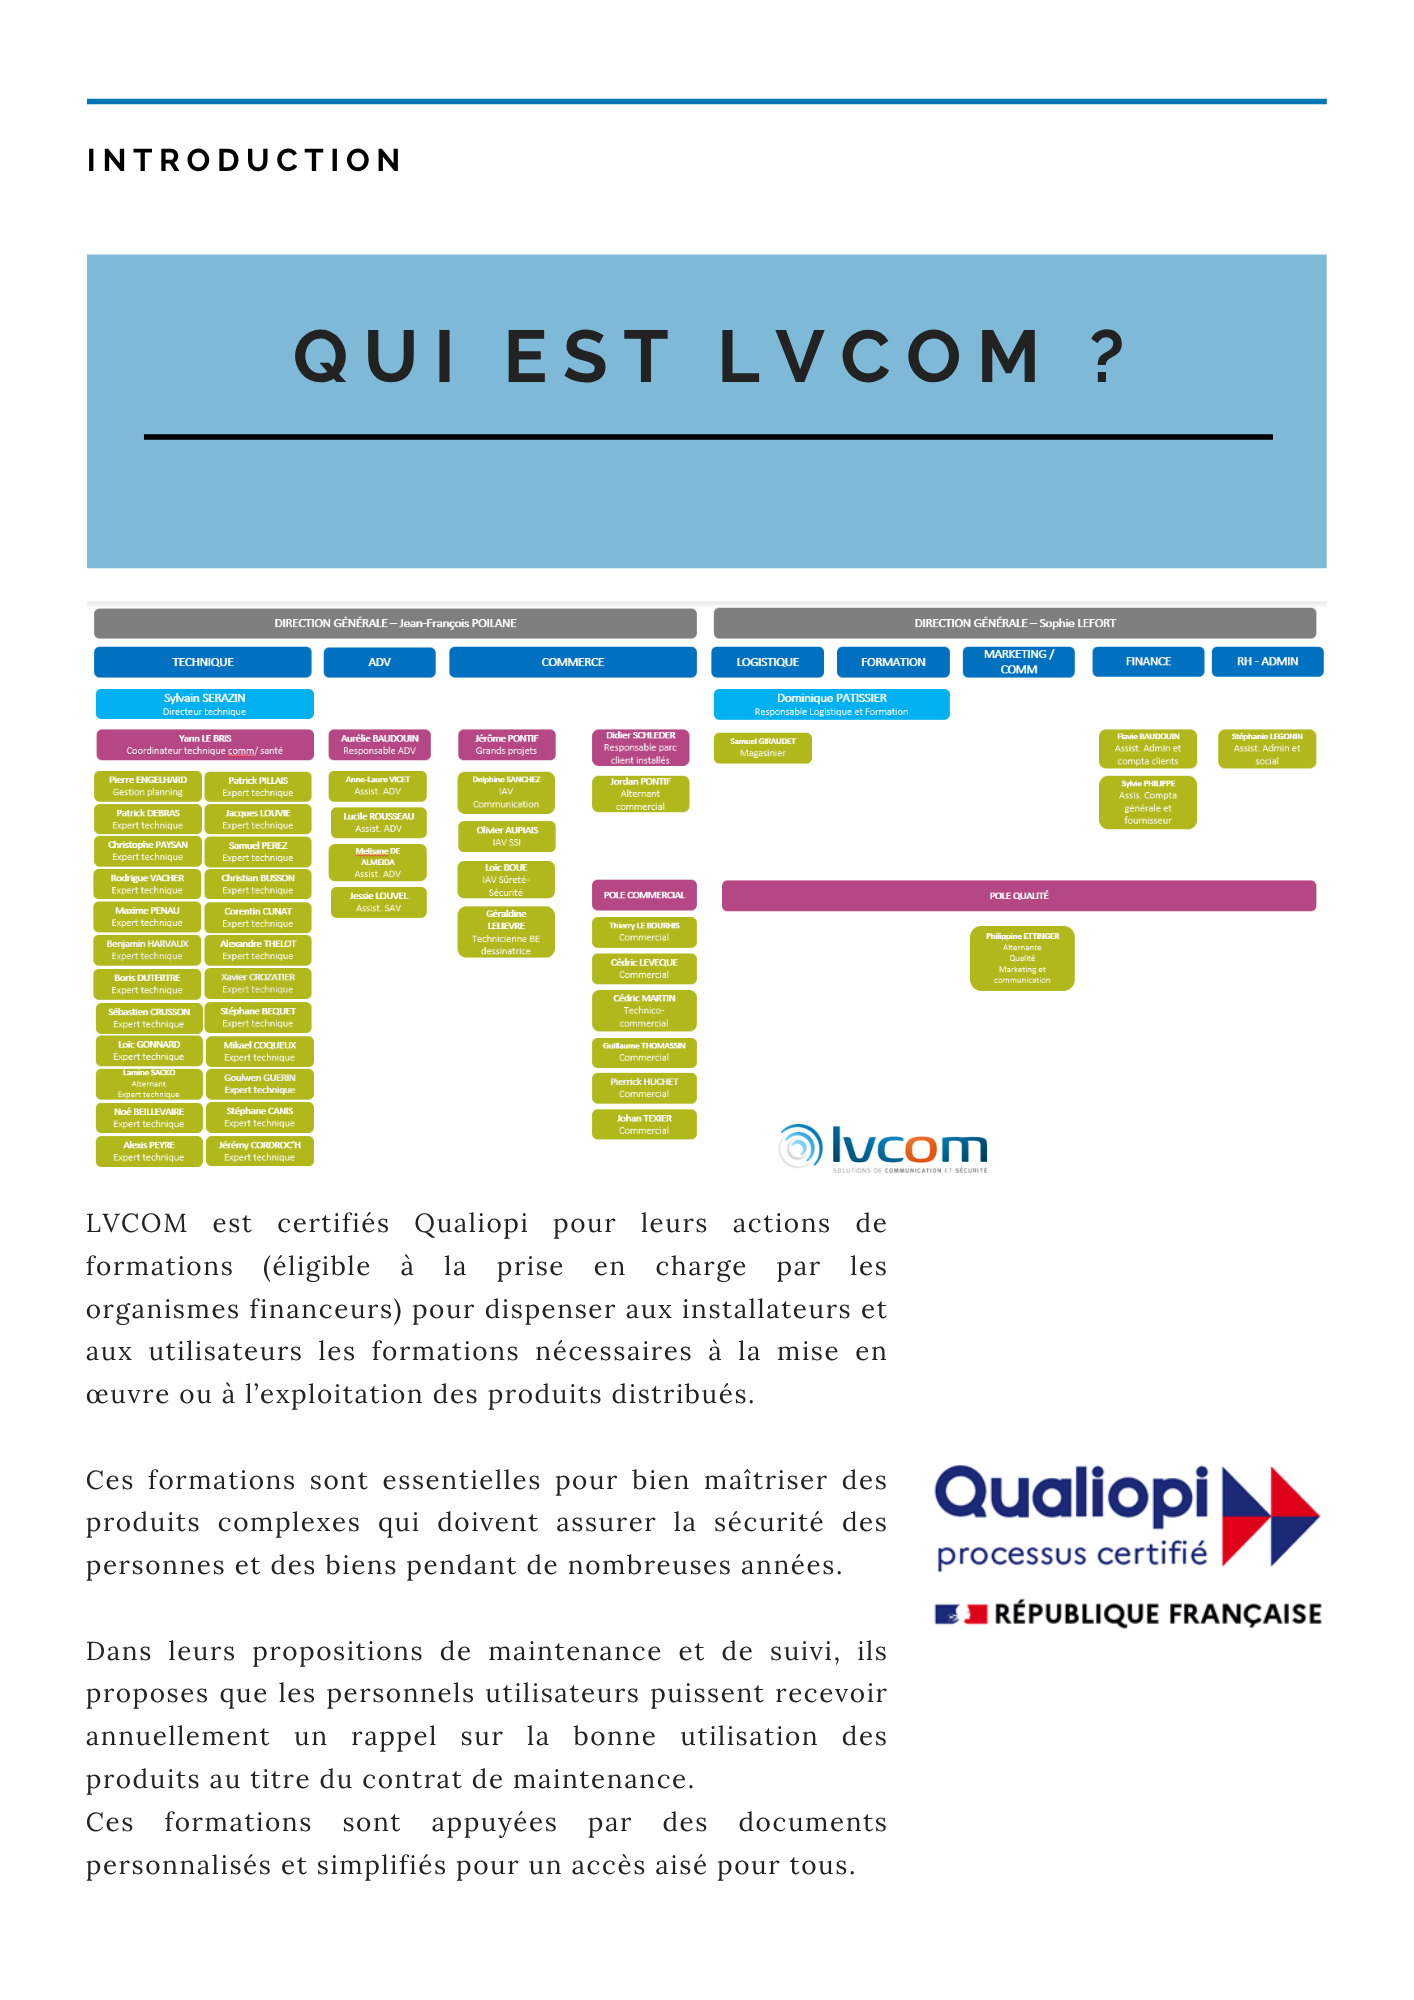 INTRODUCTION
QUI EST LVCOM ?
DIRECTION GÉNÉRALE – Jean-François POILANE
DIRECTION GÉNÉRALE – Sophie LEFORT
TECHNIQUE
ADV
COMMERCE
LOGISTIQUE
FORMATION
MARKETING /
COMM
FINANCE
RH - ADMIN
Sylvain SERAZIN
Directeur technique
Dominique PATISSIER
Responsable Logistique et Formation
Yann LE BRIS
Coordinateur technique comm/ santé
Pierre ENGELHARD
Gestion planning
Patrick PILLAIS
Expert technique
Patrick DEBRAS
Expert technique
Jacques LOUVIE
Expert technique
Christophe PAYSAN
Expert technique
Samuel PEREZ
Expert technique
Rodrigue VACHER
Expert technique
Christian BUSSON
Expert technique
Maxime PENAU
Expert technique
Corentin CUNAT
Expert technique
Benjamin HARVAUX
Expert technique
Alexandre THELOT
Expert technique
Boris DUTERTRE
Expert technique
Xavier CROZATIER
Expert technique
Sébastien CRUSSON
Expert technique
Stéphane BEQUET
Expert technique
Loïc GONNARD
Expert technique
Mikael COQUEUX
Expert technique
Lamine SACKO
Alternant
Expert technique
Goulwen GUERIN
Expert technique
Noé BEILLEVAIRE
Expert technique
Stéphane CANIS
Expert technique
Alexis PEYRE
Expert technique
Jérémy CORDROC'H
Expert technique
Aurélie BAUDOUIN
Responsable ADV
Anne-Laure VICET
Assist. ADV
Lucile ROUSSEAU
Assist. ADV
Melisane DE
ALMEIDA
Assist. ADV
Jessie LOUVEL
Assist. SAV
Jérôme PONTIF
Grands projets
Delphine SANCHEZ
IAV
Communication
Olivier AUPIAIS
IAV SSI
Loïc BOUE
IAV Sûreté-
Sécurité
Géraldine
LELIEVRE
Technicienne BE
dessinatrice
Didier SCHLEDER
Responsable parc
client installés
Jordan PONTIF
Alternant
commercial
POLE COMMERCIAL
Thierry LE BOURHIS
Commercial
Cédric LEVEQUE
Commercial
Cédric MARTIN
Technico-
commercial
Guillaume THOMASSIN
Commercial
Pierrick HUCHET
Commercial
Johan TEXIER
Commercial
Samuel GIRAUDET
Magasinier
Flavie BAUDOUIN
Assist. Admin et
compta clients
Sylvie PHILIPPE
Assis. Compta
générale et
fournisseur
Stéphanie LEGONIN
Assist. Admin et
social
POLE QUALITÉ
Philippine ETTINGER
Alternante
Qualité
Marketing et
communication
lvcom
SOLUTIONS DE COMMUNICATION ET SÉCURITÉ
LVCOM est certifiés Qualiopi pour leurs actions de
formations (éligible à la prise en charge par les
organismes financeurs) pour dispenser aux installateurs et
aux utilisateurs les formations nécessaires à la mise en
œuvre ou à l’exploitation des produits distribués.
Ces formations sont essentielles pour bien maîtriser des
produits complexes qui doivent assurer la sécurité des
personnes et des biens pendant de nombreuses années.
Dans leurs propositions de maintenance et de suivi, ils
proposes que les personnels utilisateurs puissent recevoir
annuellement un rappel sur la bonne utilisation des
produits au titre du contrat de maintenance.
Ces formations sont appuyées par des documents
personnalisés et simplifiés pour un accès aisé pour tous.
Qualiopi
processus certifié
RÉPUBLIQUE FRANÇAISE